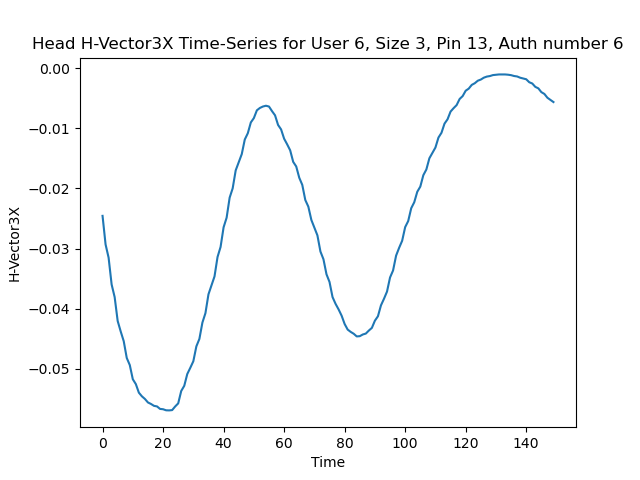 Head H-Vector3X Time-Series for User 6, Size 3, Pin 13, Auth number 6
0.00
−0.01
−0.02
−0.03
−0.04
−0.05
H-Vector3X
0 20 40 60 80 100 120 140
Time